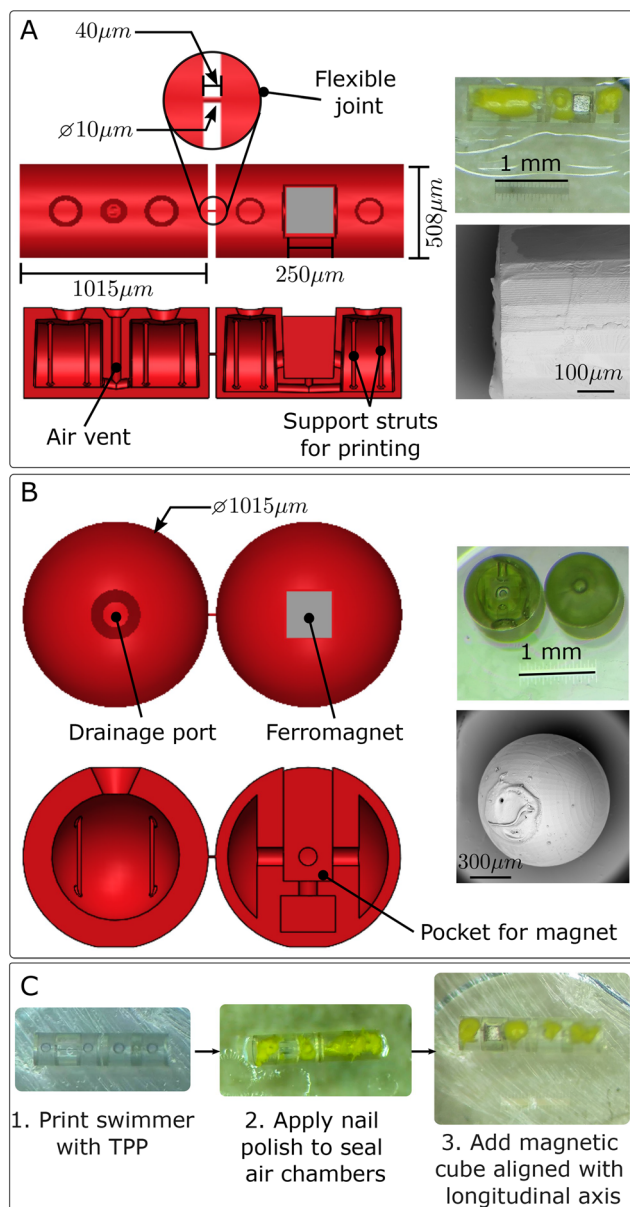 A
40μm
Flexible
joint
⌀10μm
1 mm
508μm
1015μm
250μm
100μm
Air vent
Support struts
for printing
B
⌀1015μm
1 mm
Drainage port
Ferromagnet
300μm
Pocket for magnet
C
1. Print swimmer
with TPP
2. Apply nail
polish to seal
air chambers
3. Add magnetic
cube aligned with
longitudinal axis